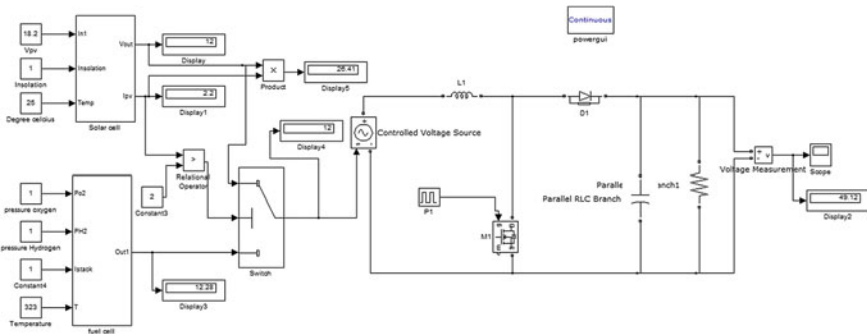 Continuous
powergui
18.2
Vpv
1
Insolation
25
Degree celcius
In1
Insolation
Temp
Vout
Ipv
Solar cell
12
Display
2.2
Display1
×
Product
26.41
Display5
>
Relational
Operator
2
Constant3
12
Display4
Switch
Controlled Voltage Source
L1
D1
P1
M1
Paralle
Parallel RLC Branch
nch1
Voltage Measurement
+
-
v
Scope
49.12
Display2
1
pressure oxygen
1
pressure Hydrogen
1
Constant4
323
Temperature
Po2
PH2
Istack
T
Out1
fuel cell
12.28
Display3